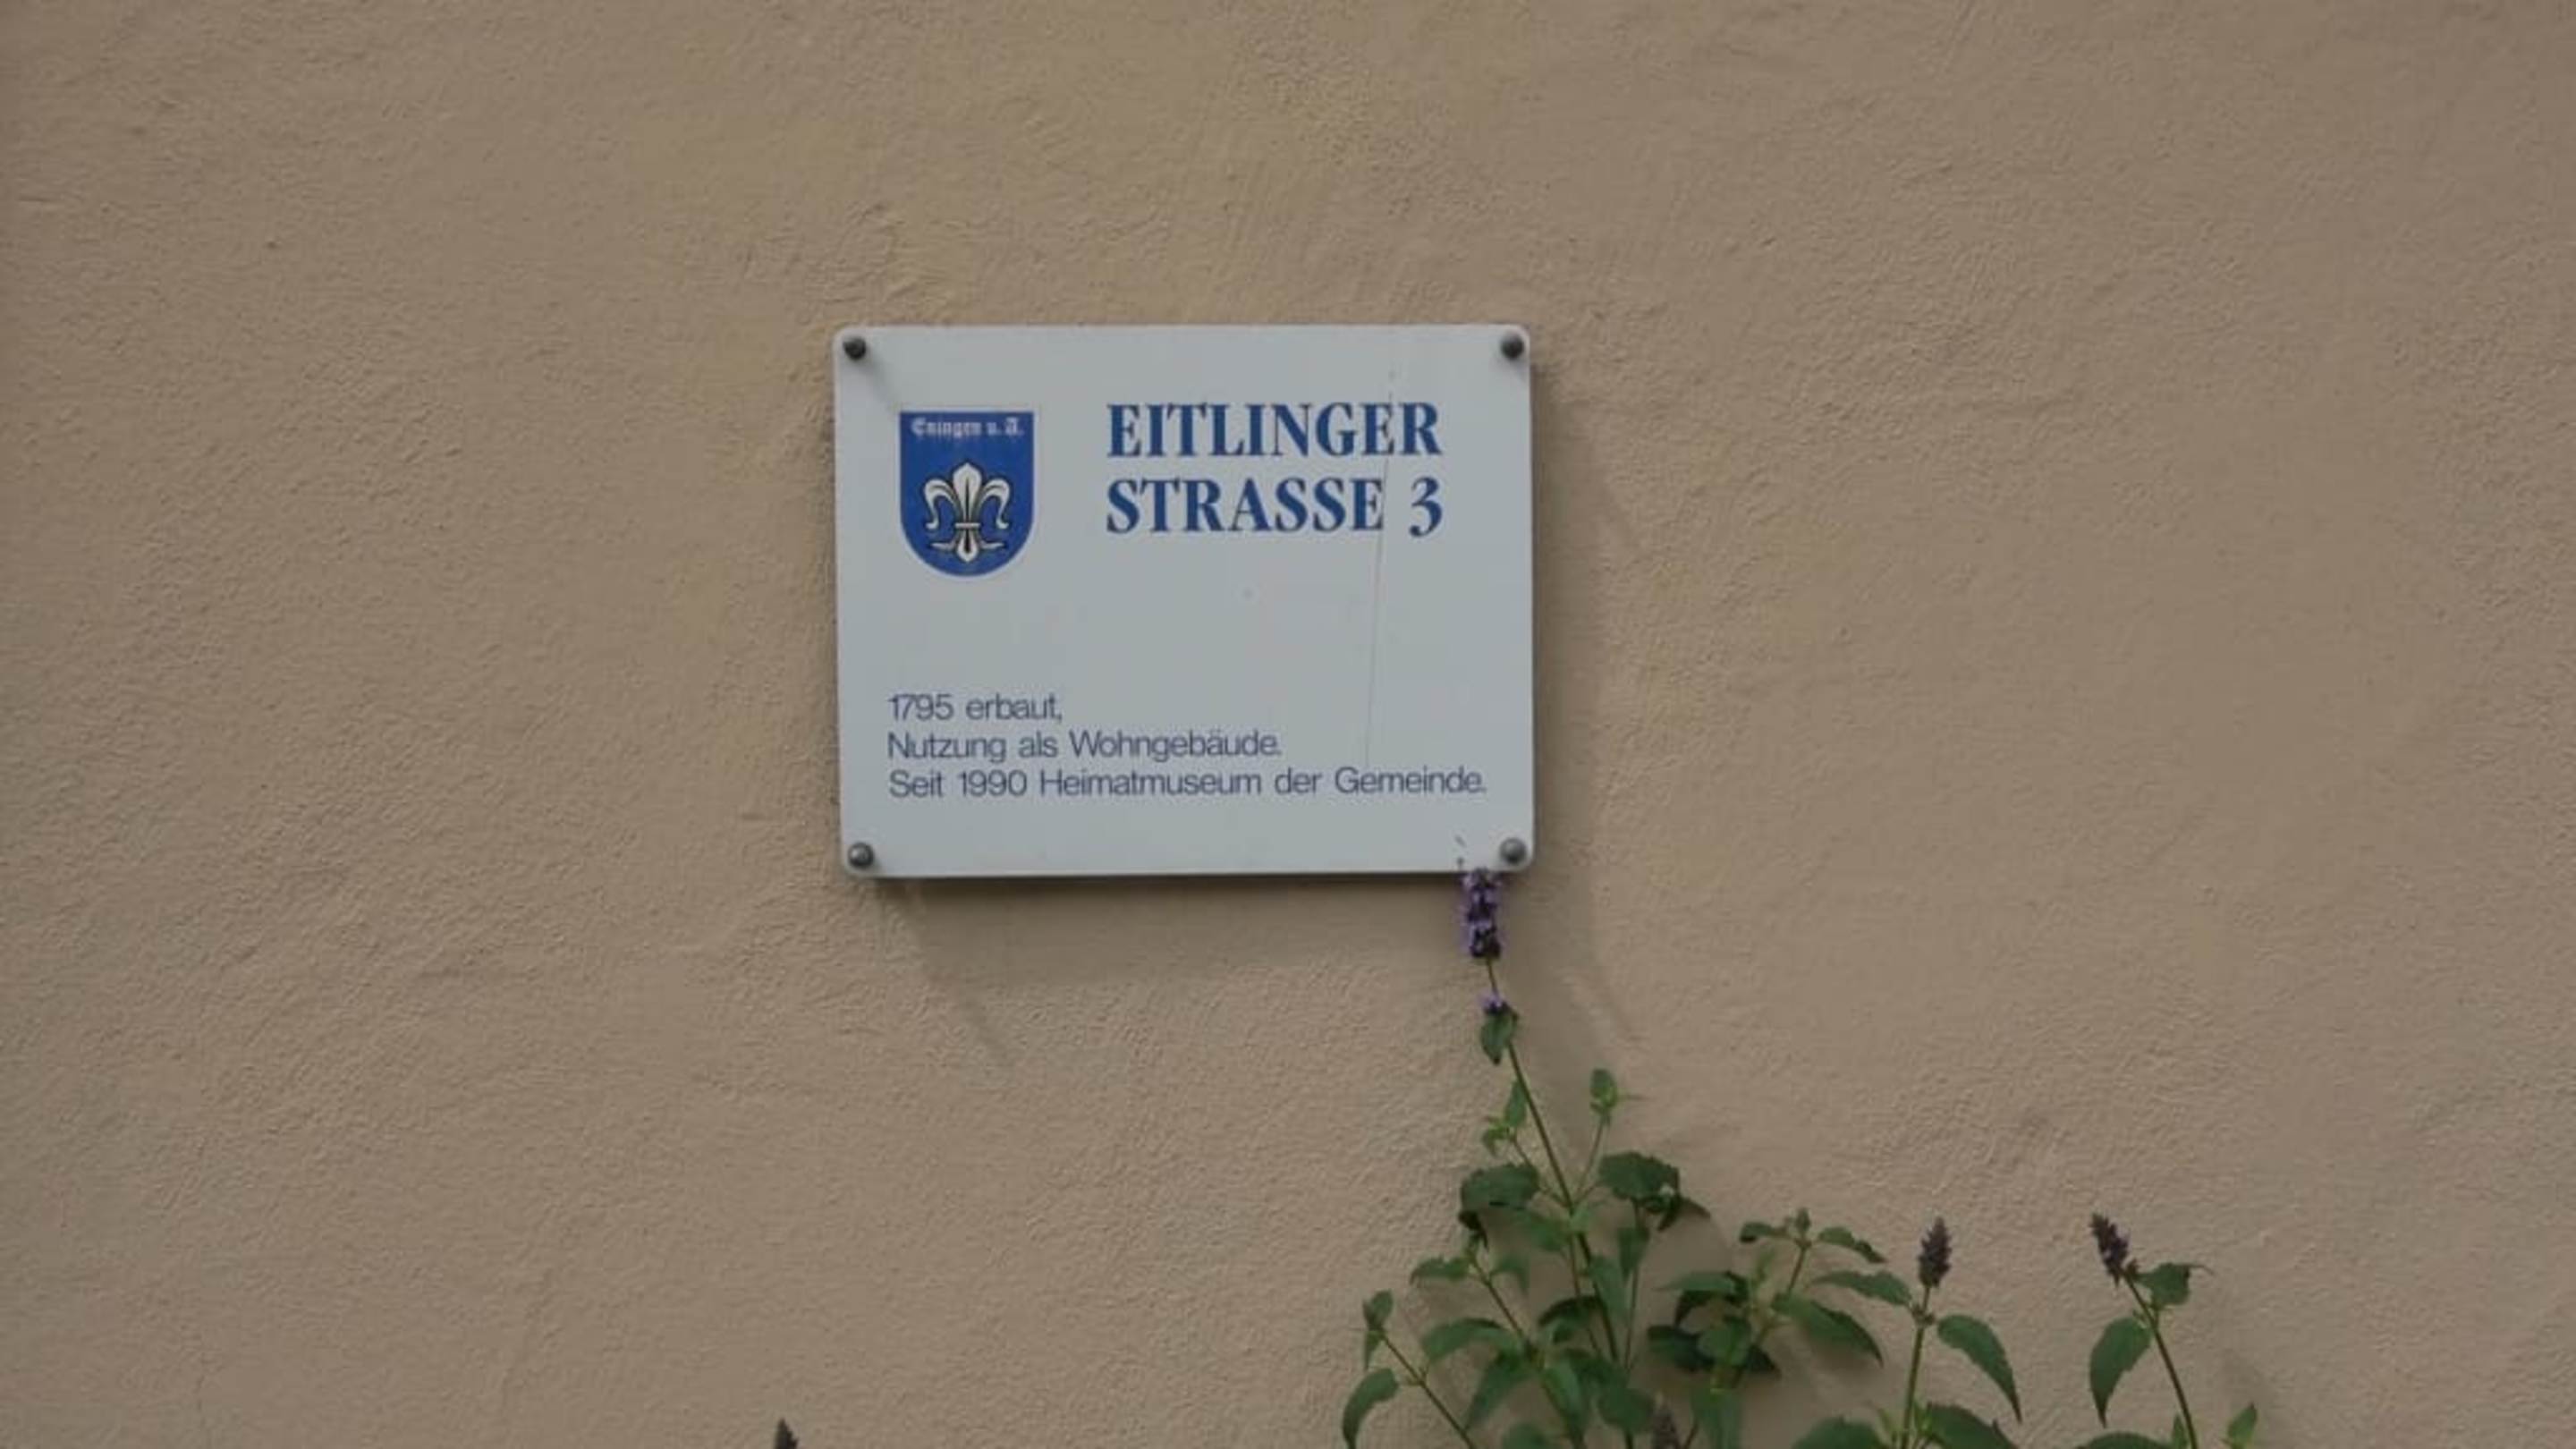 Eningen u. A.
EITLINGER
STRASSE 3
1795 erbaut,
Nutzung als Wohngebäude.
Seit 1990 Heimatmuseum der Gemeinde.